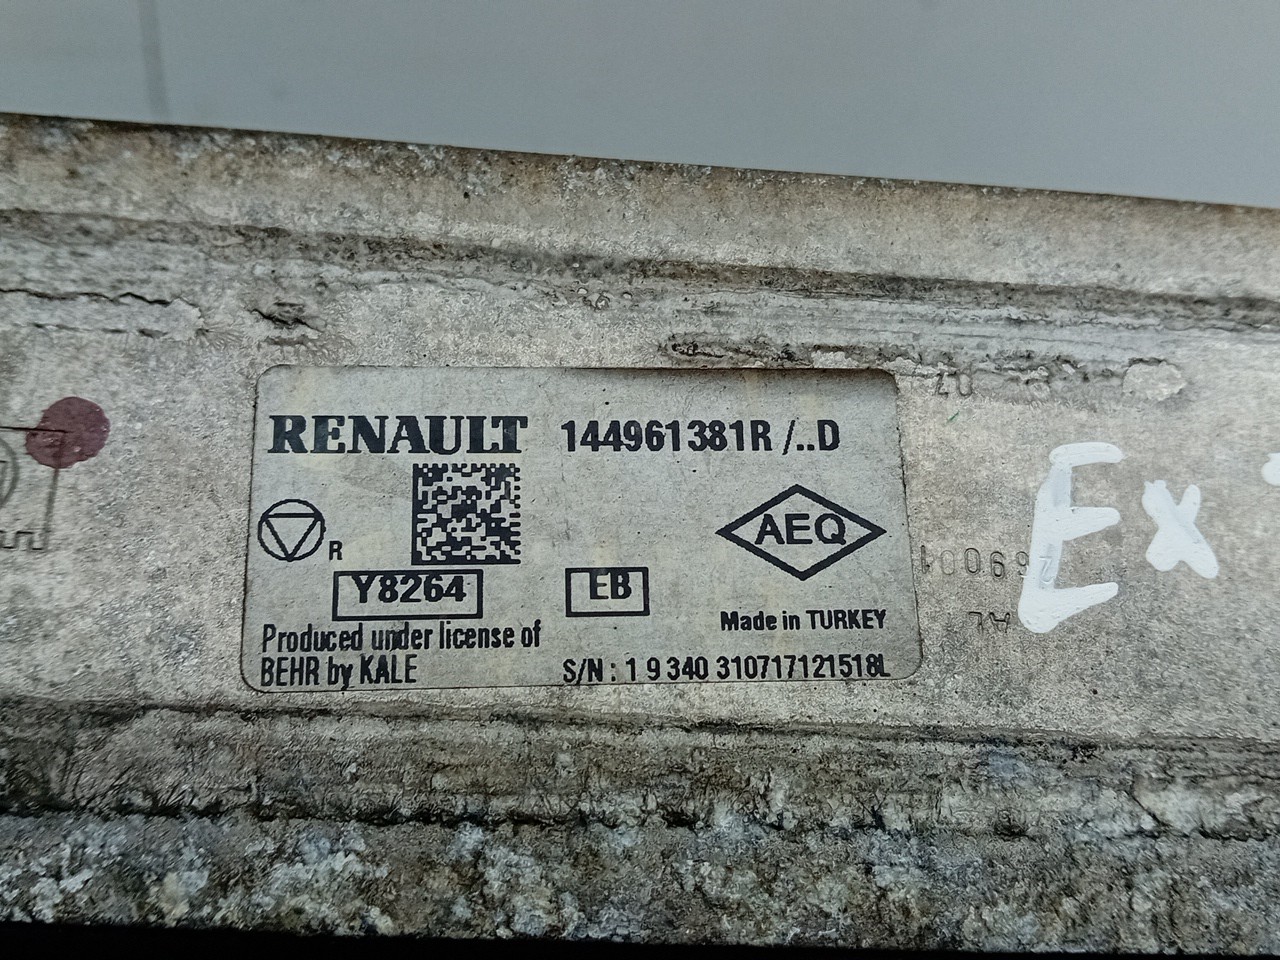 RENAULT 144961381R /..D
R
AEQ
Y8264
EB
Produced under license of
BEHR by KALE
Made in TURKEY
S/N : 1 9 340 310717121518L
Ex